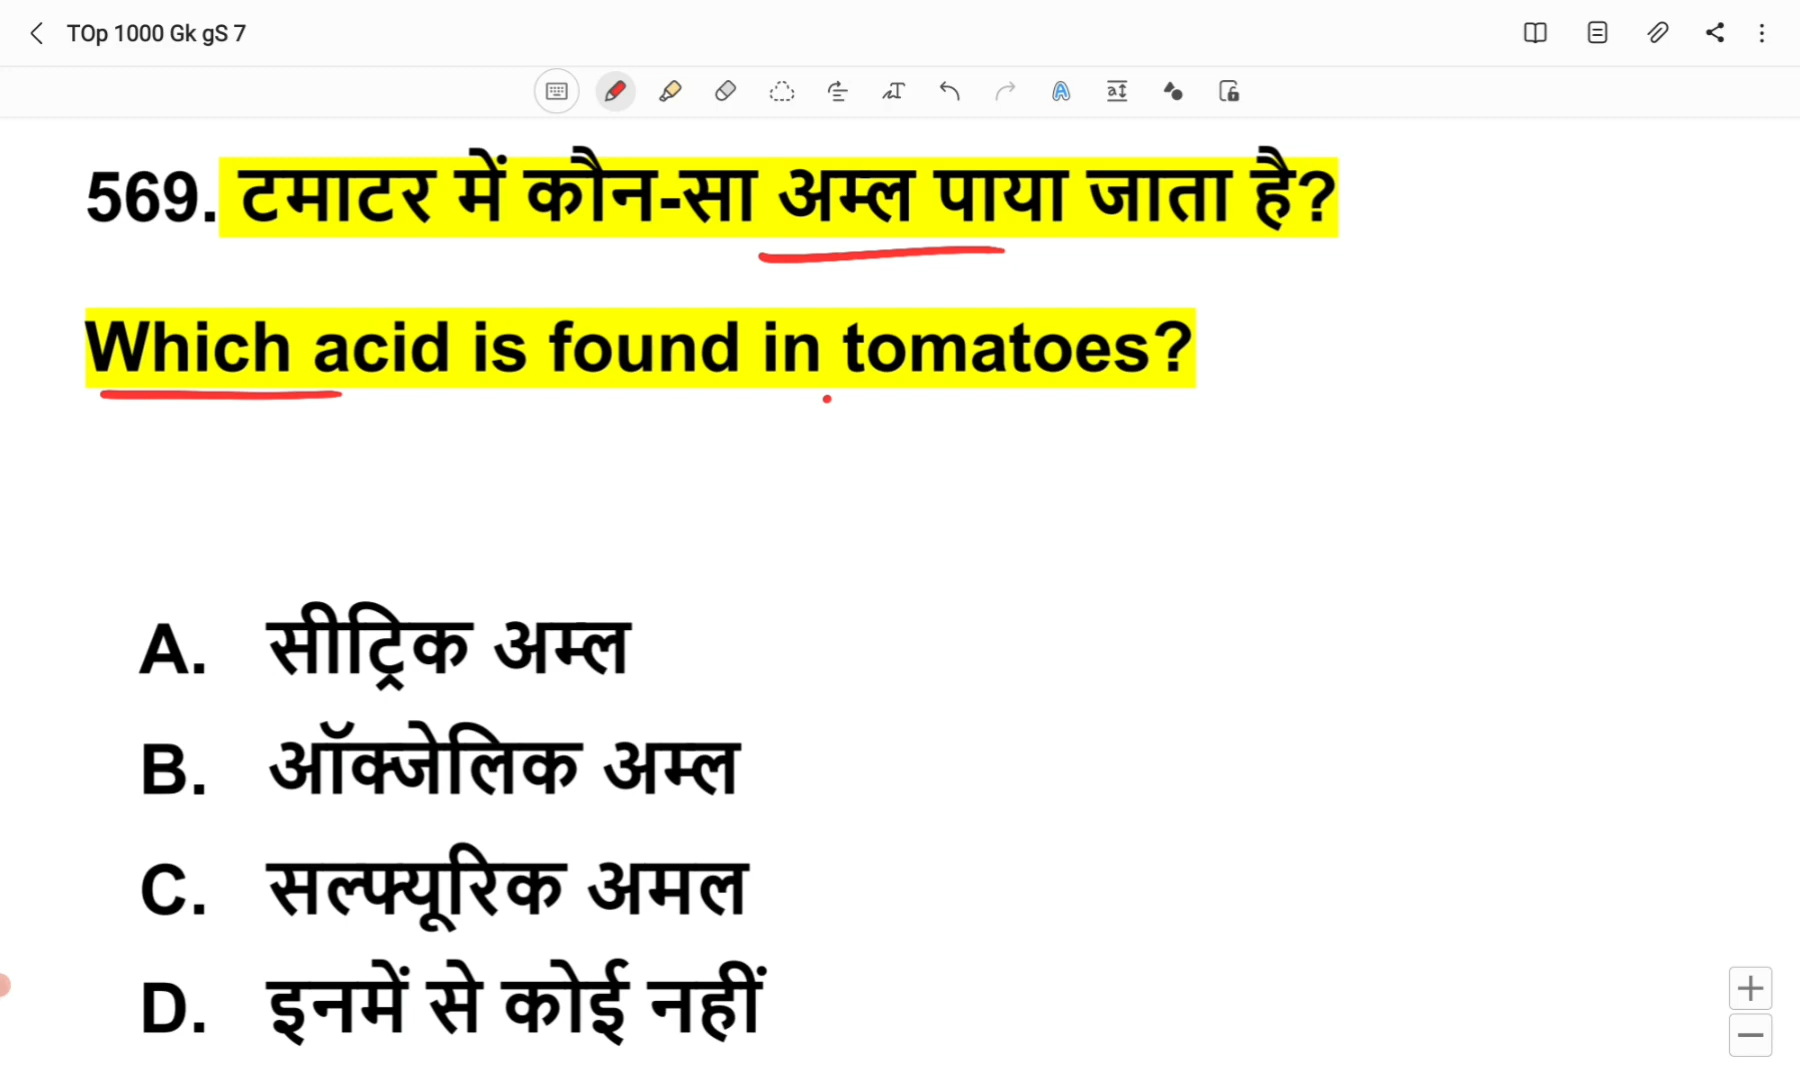 TOp 1000 Gk gS 7
569. टमाटर में कौन-सा अम्ल पाया जाता है?
Which acid is found in tomatoes?
A. सीट्रिक अम्ल
B. ऑक्जेलिक अम्ल
C. सल्फ्यूरिक अमल
D. इनमें से कोई नहीं